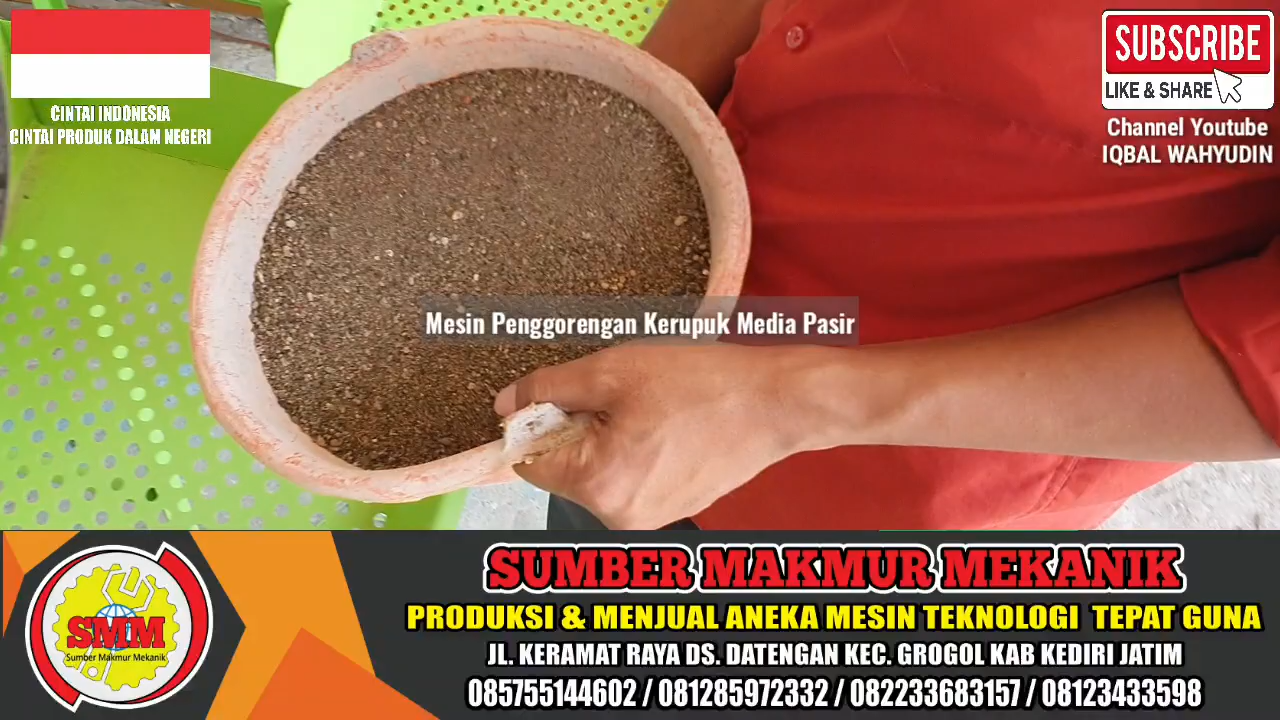 CINTAI INDONESIA
CINTAI PRODUK DALAM NEGERI
SUBSCRIBE
LIKE & SHARE
Channel Youtube
IQBAL WAHYUDIN
Mesin Penggorengan Kerupuk Media Pasir
SMM
Sumber Makmur Mekanik
SUMBER MAKMUR MEKANIK
PRODUKSI & MENJUAL ANEKA MESIN TEKNOLOGI TEPAT GUNA
JL. KERAMAT RAYA DS. DATENGAN KEC. GROGOL KAB KEDIRI JATIM
085755144602 / 081285972332 / 082233683157 / 08123433598